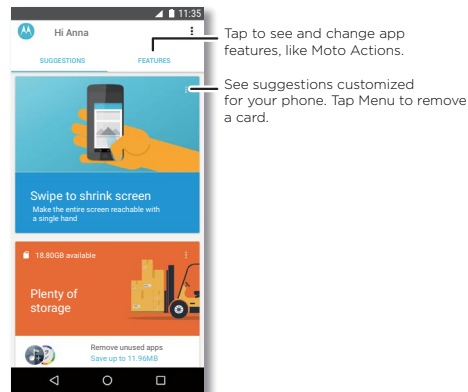 11:35
Hi Anna
SUGGESTIONS
FEATURES
Tap to see and change app
features, like Moto Actions.
See suggestions customized
for your phone. Tap Menu to remove
a card.
Swipe to shrink screen
Make the entire screen reachable with
a single hand
18.80GB available
Plenty of
storage
Remove unused apps
Save up to 11.96MB